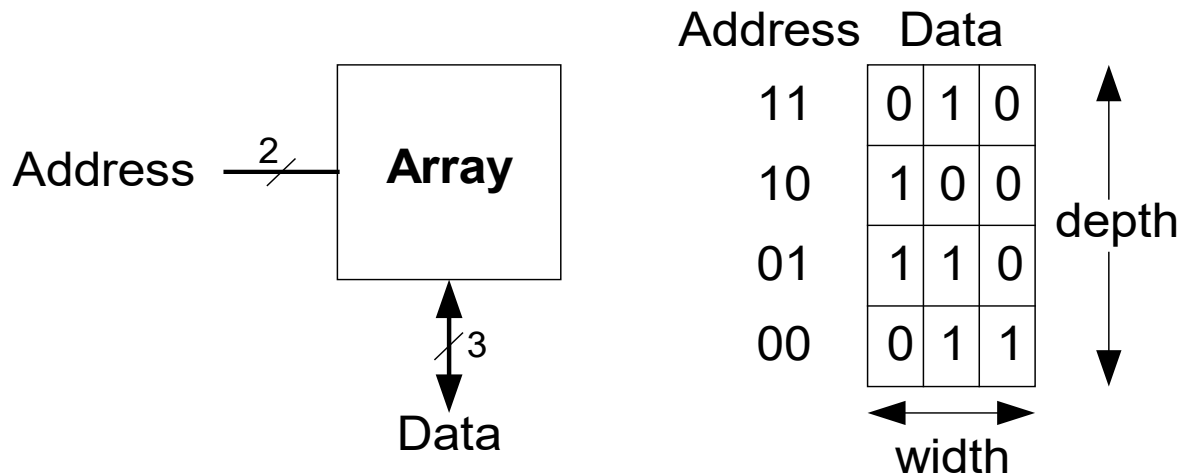 Address
2
Array
3
Data
Address Data
11 0 1 0
10 1 0 0
01 1 1 0
00 0 1 1
depth
width